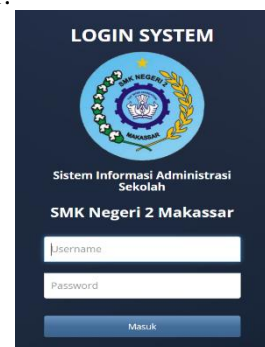 LOGIN SYSTEM
SMK NEGERI 2
MAKASSAR
Sistem Informasi Administrasi
Sekolah
SMK Negeri 2 Makassar
Username
Password
Masuk